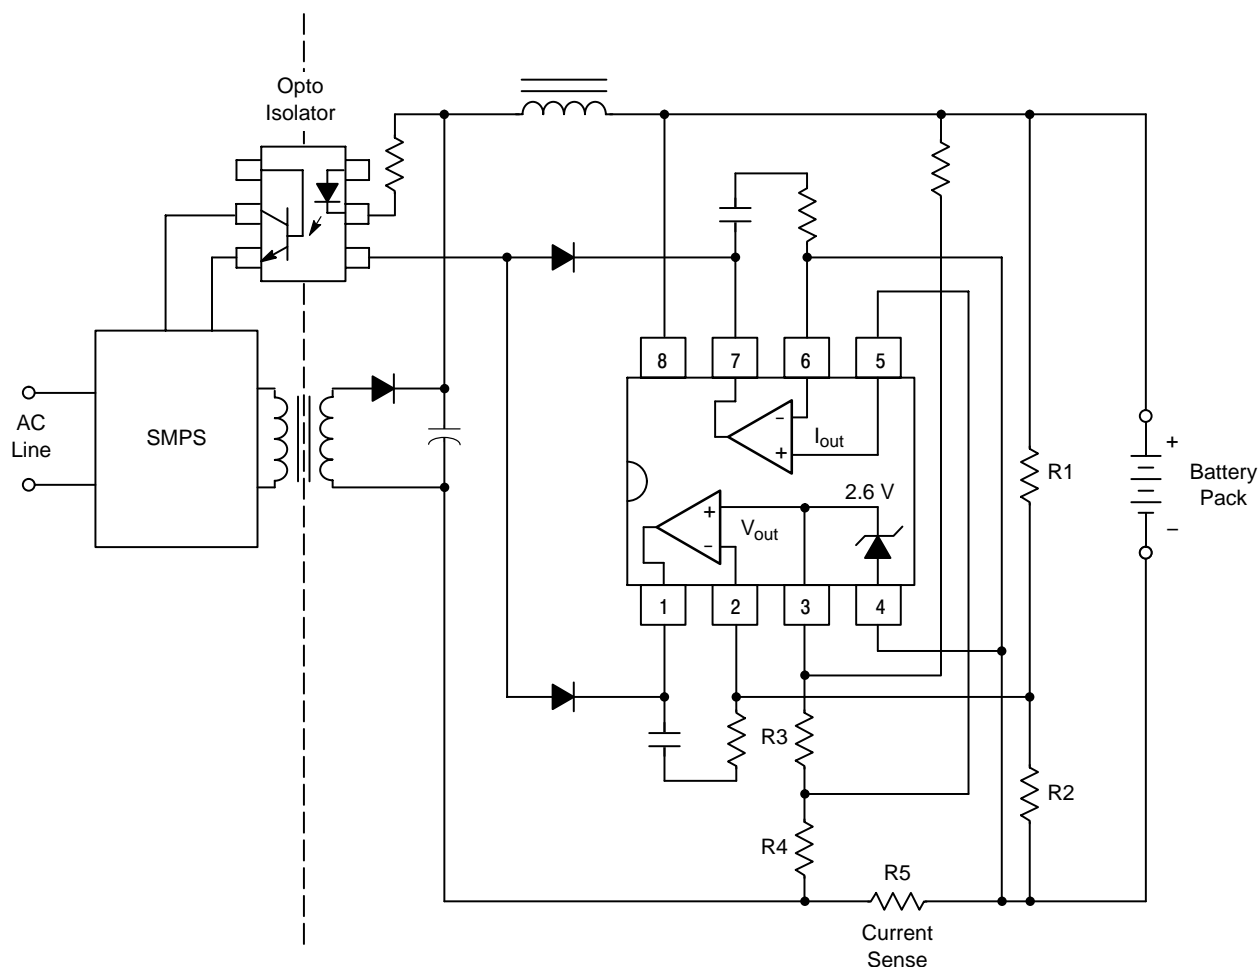 Opto
Isolator
8
7
6
5
AC
Line
SMPS
-
+
I_out
2.6 V
+
-
V_out
R1
+
Battery
Pack
–
1
2
3
4
R3
R2
R4
R5
Current
Sense